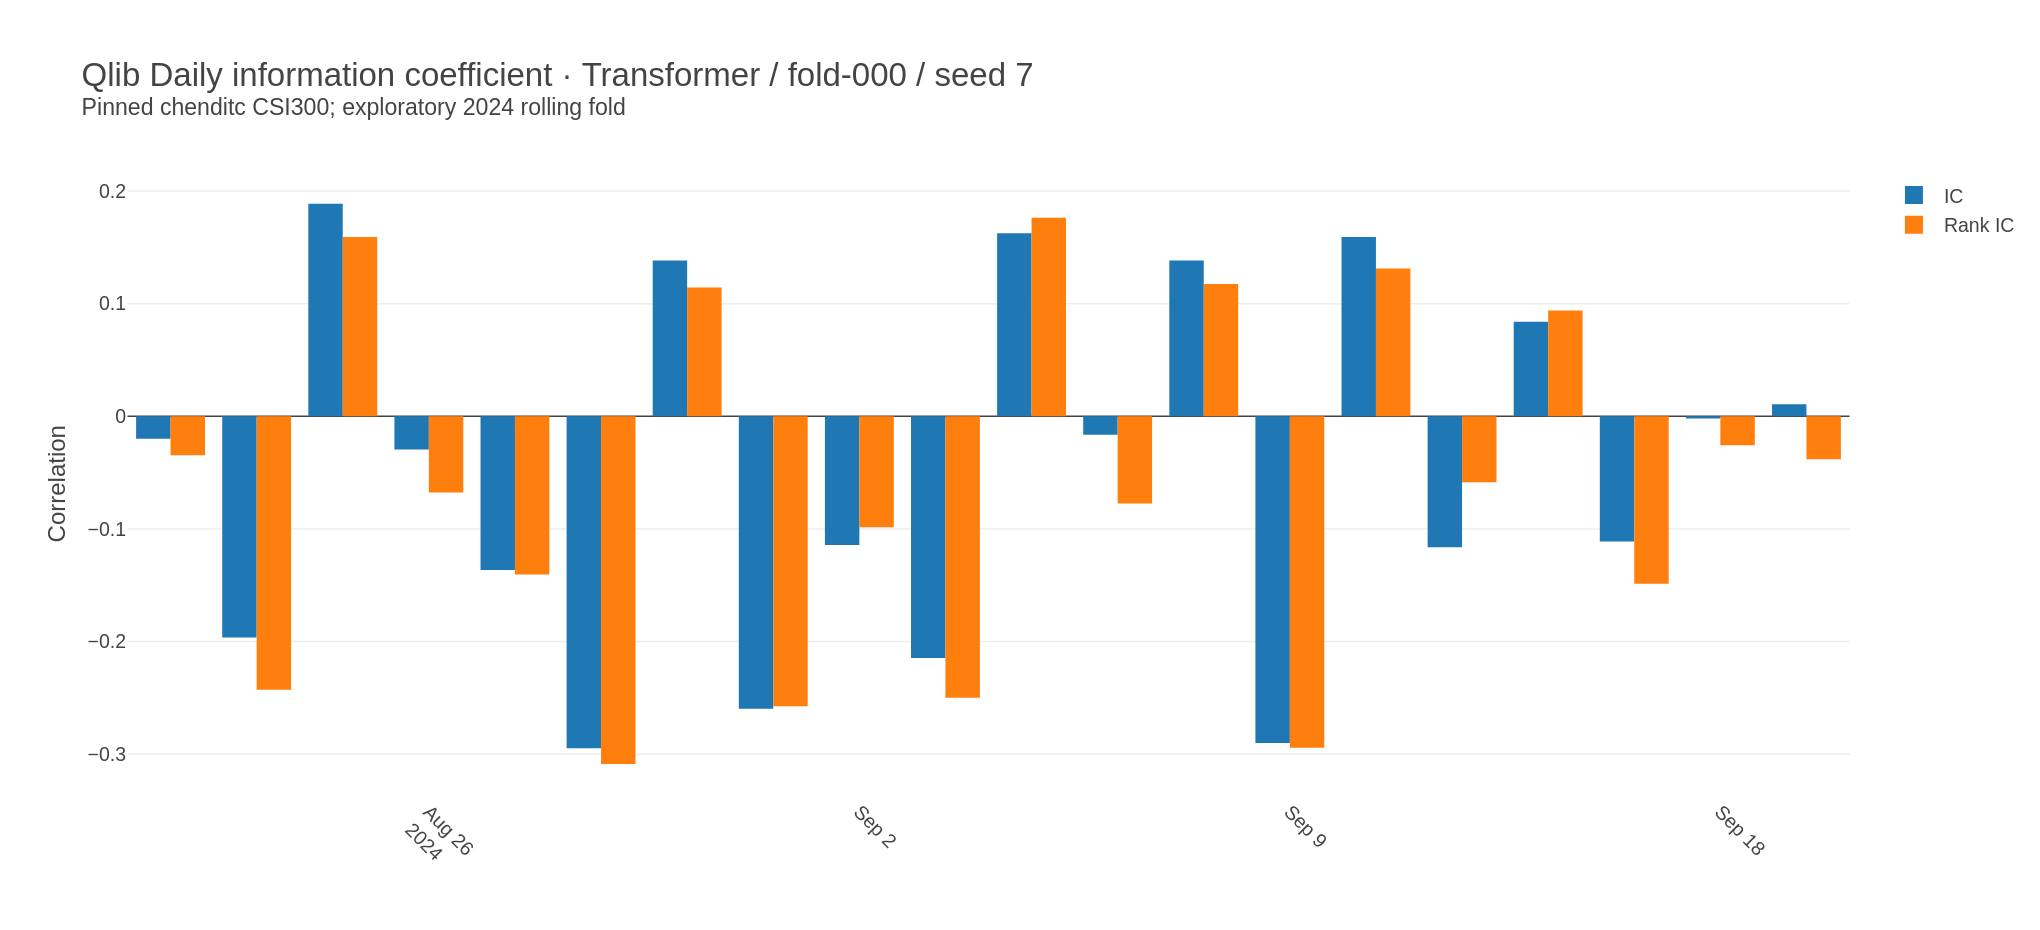 Qlib Daily information coefficient · Transformer / fold-000 / seed 7
Pinned chenditc CSI300; exploratory 2024 rolling fold
IC
Rank IC
Correlation
0.2
0.1
0
−0.1
−0.2
−0.3
Aug 26
2024
Sep 2
Sep 9
Sep 18